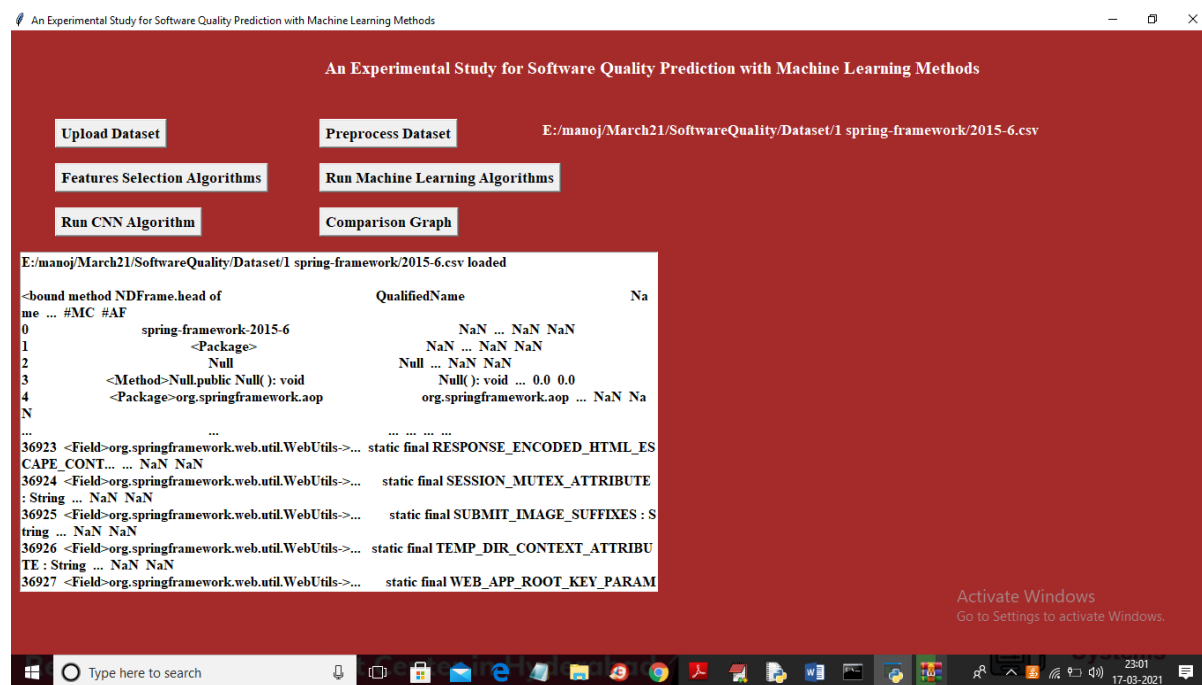 An Experimental Study for Software Quality Prediction with Machine Learning Methods
An Experimental Study for Software Quality Prediction with Machine Learning Methods
Upload Dataset
Preprocess Dataset
E:/manoj/March21/SoftwareQuality/Dataset/1 spring-framework/2015-6.csv
Features Selection Algorithms
Run Machine Learning Algorithms
Run CNN Algorithm
Comparison Graph
E:/manoj/March21/SoftwareQuality/Dataset/1 spring-framework/2015-6.csv loaded
<bound method NDFrame.head of QualifiedName Na
me ... #MC #AF
0 spring-framework-2015-6 NaN ... NaN NaN
1 <Package> NaN ... NaN NaN
2 Null Null ... NaN NaN
3 <Method>Null.public Null( ): void Null( ): void ... 0.0 0.0
4 <Package>org.springframework.aop org.springframework.aop ... NaN Na
N
... ... ... ... ... ...
36923 <Field>org.springframework.web.util.WebUtils->... static final RESPONSE_ENCODED_HTML_ES
CAPE_CONT... ... NaN NaN
36924 <Field>org.springframework.web.util.WebUtils->... static final SESSION_MUTEX_ATTRIBUTE
: String ... NaN NaN
36925 <Field>org.springframework.web.util.WebUtils->... static final SUBMIT_IMAGE_SUFFIXES : S
tring ... NaN NaN
36926 <Field>org.springframework.web.util.WebUtils->... static final TEMP_DIR_CONTEXT_ATTRIBU
TE : String ... NaN NaN
36927 <Field>org.springframework.web.util.WebUtils->... static final WEB_APP_ROOT_KEY_PARAM
Activate Windows
Go to Settings to activate Windows.
Type here to search
23:01
17-03-2021